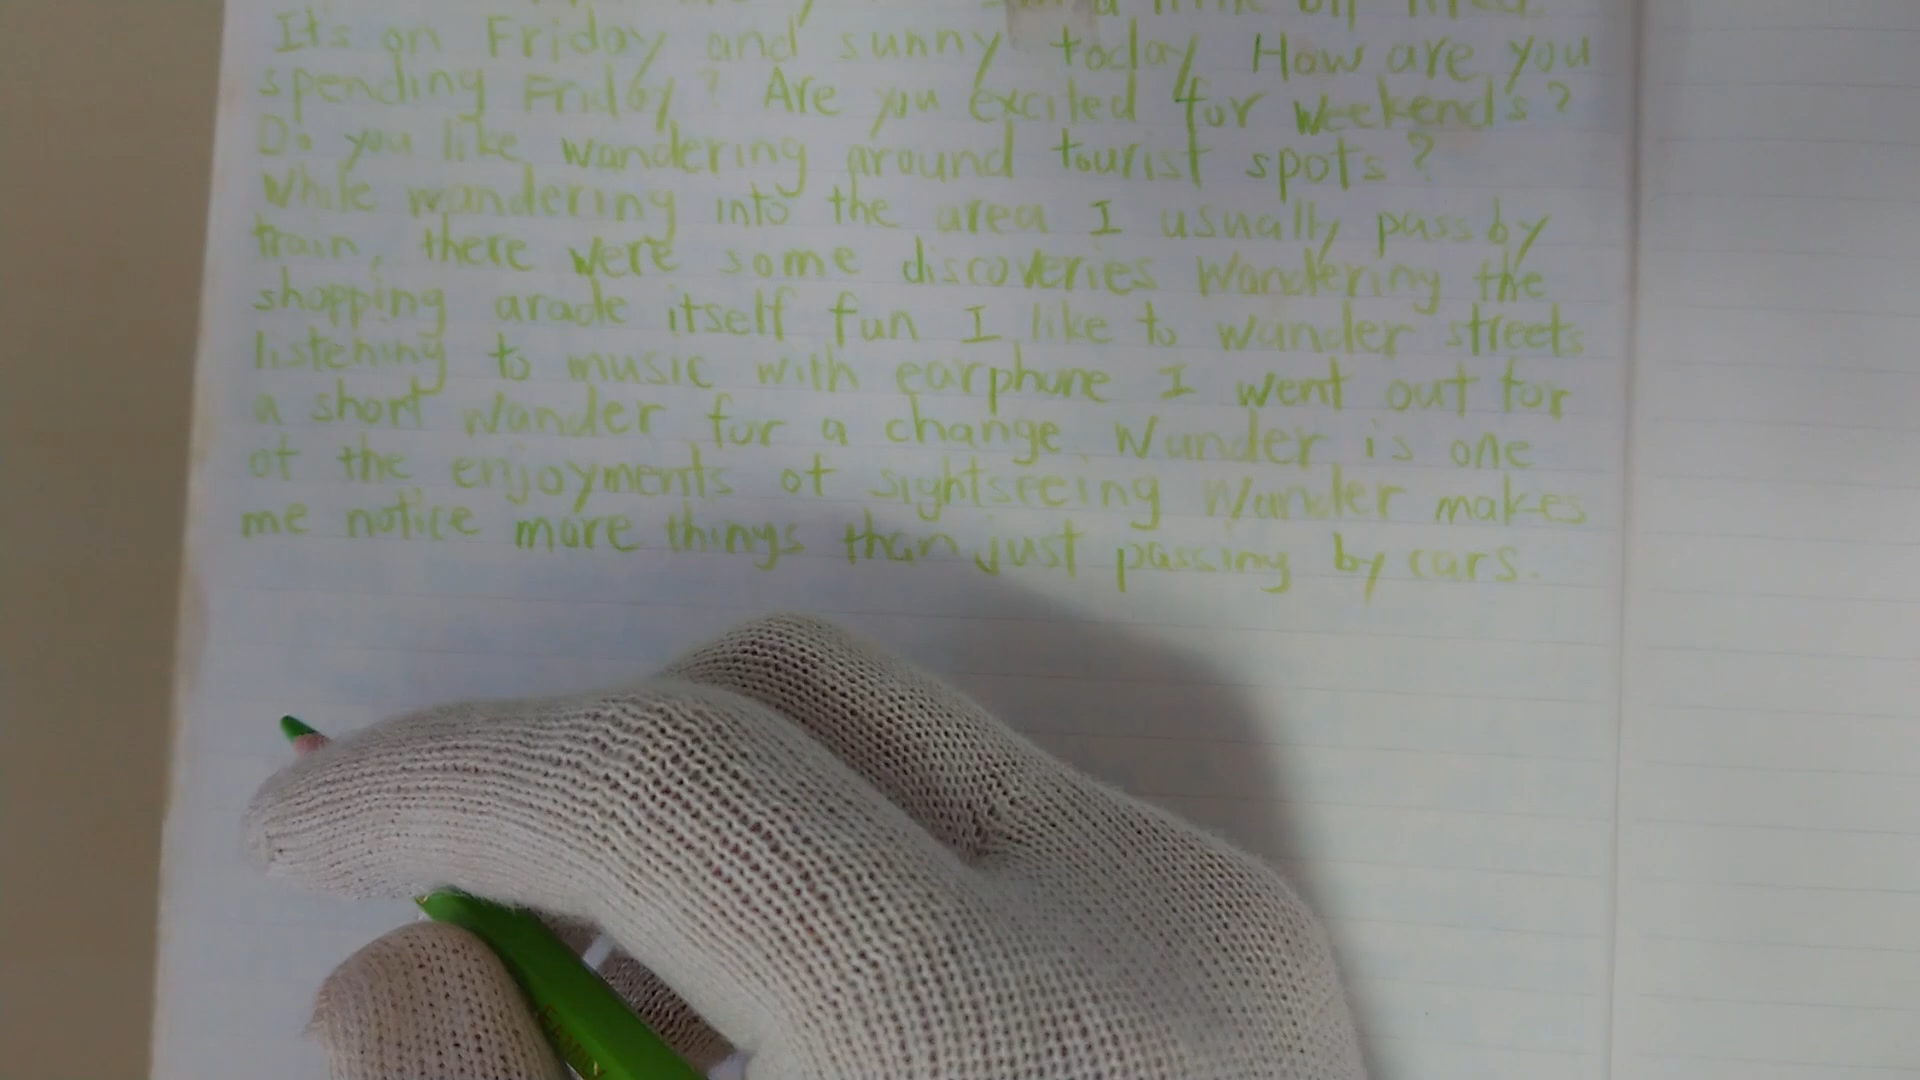 a little bit tired.
Its on Friday and sunny today. How are you
spending Friday? Are you excited for weekends?
Do you like wandering around tourist spots?
While wandering into the area I usually pass by
train, there were some discoveries Wandering the
shopping arade itself fun I like to wander streets
listening to music with earphone I went out for
a short wander for a change. Wander is one
of the enjoyments of sightseeing Wander makes
me notice more things than just passing by cars.